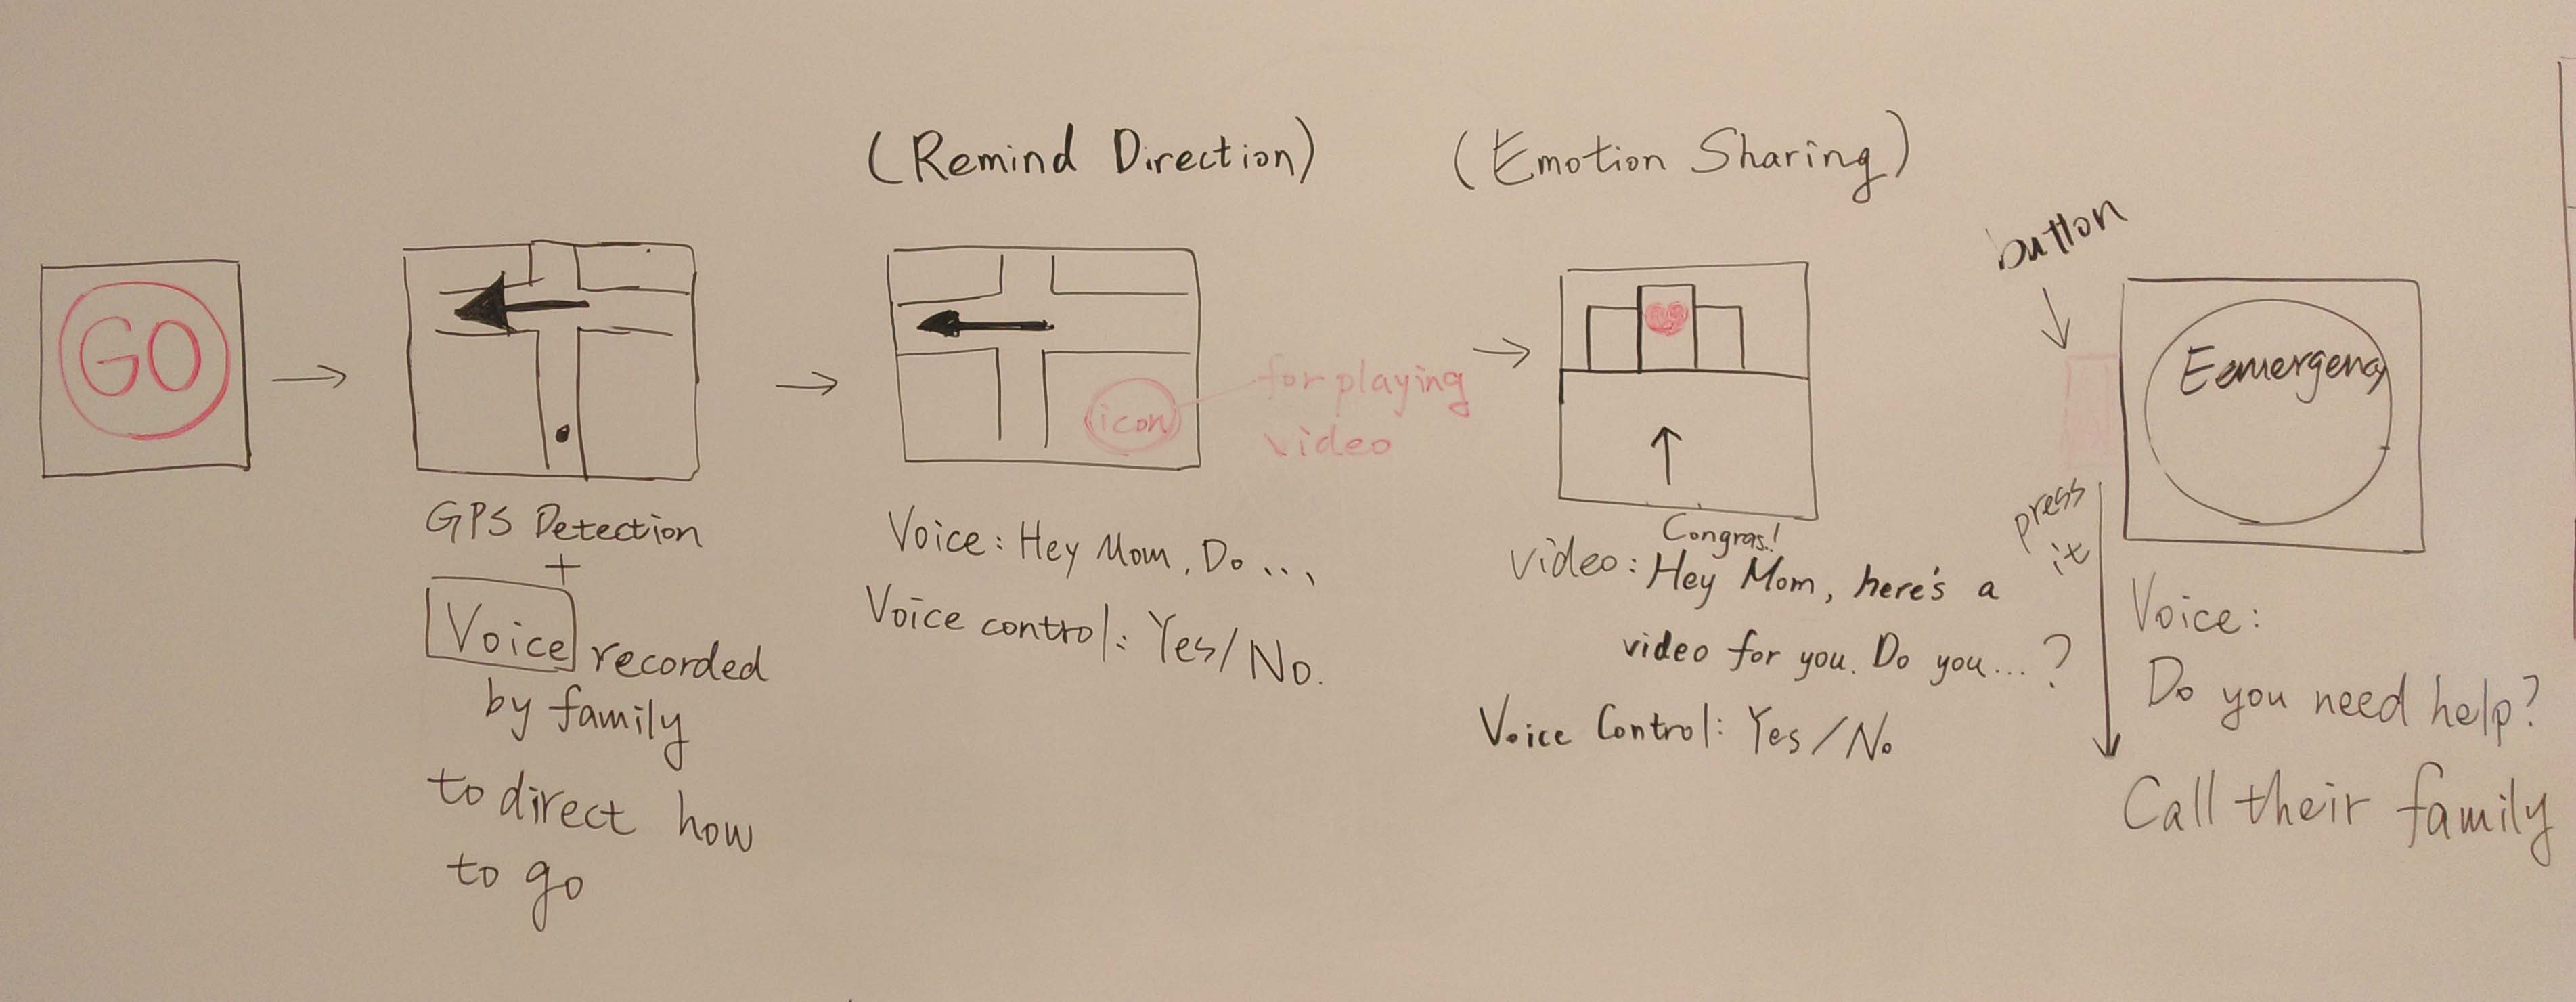 (Remind Direction)
(Emotion Sharing)
GO
GPS Detection
+
Voice recorded
by family
to direct how
to go
icon
for playing
video
Voice: Hey Mom, Do ...,
Voice control: Yes/No.
Congras!
video: Hey Mom, here's a
video for you. Do you...?
Voice Control: Yes/No
button
press
it
Eemergency
Voice:
Do you need help?
Call their family